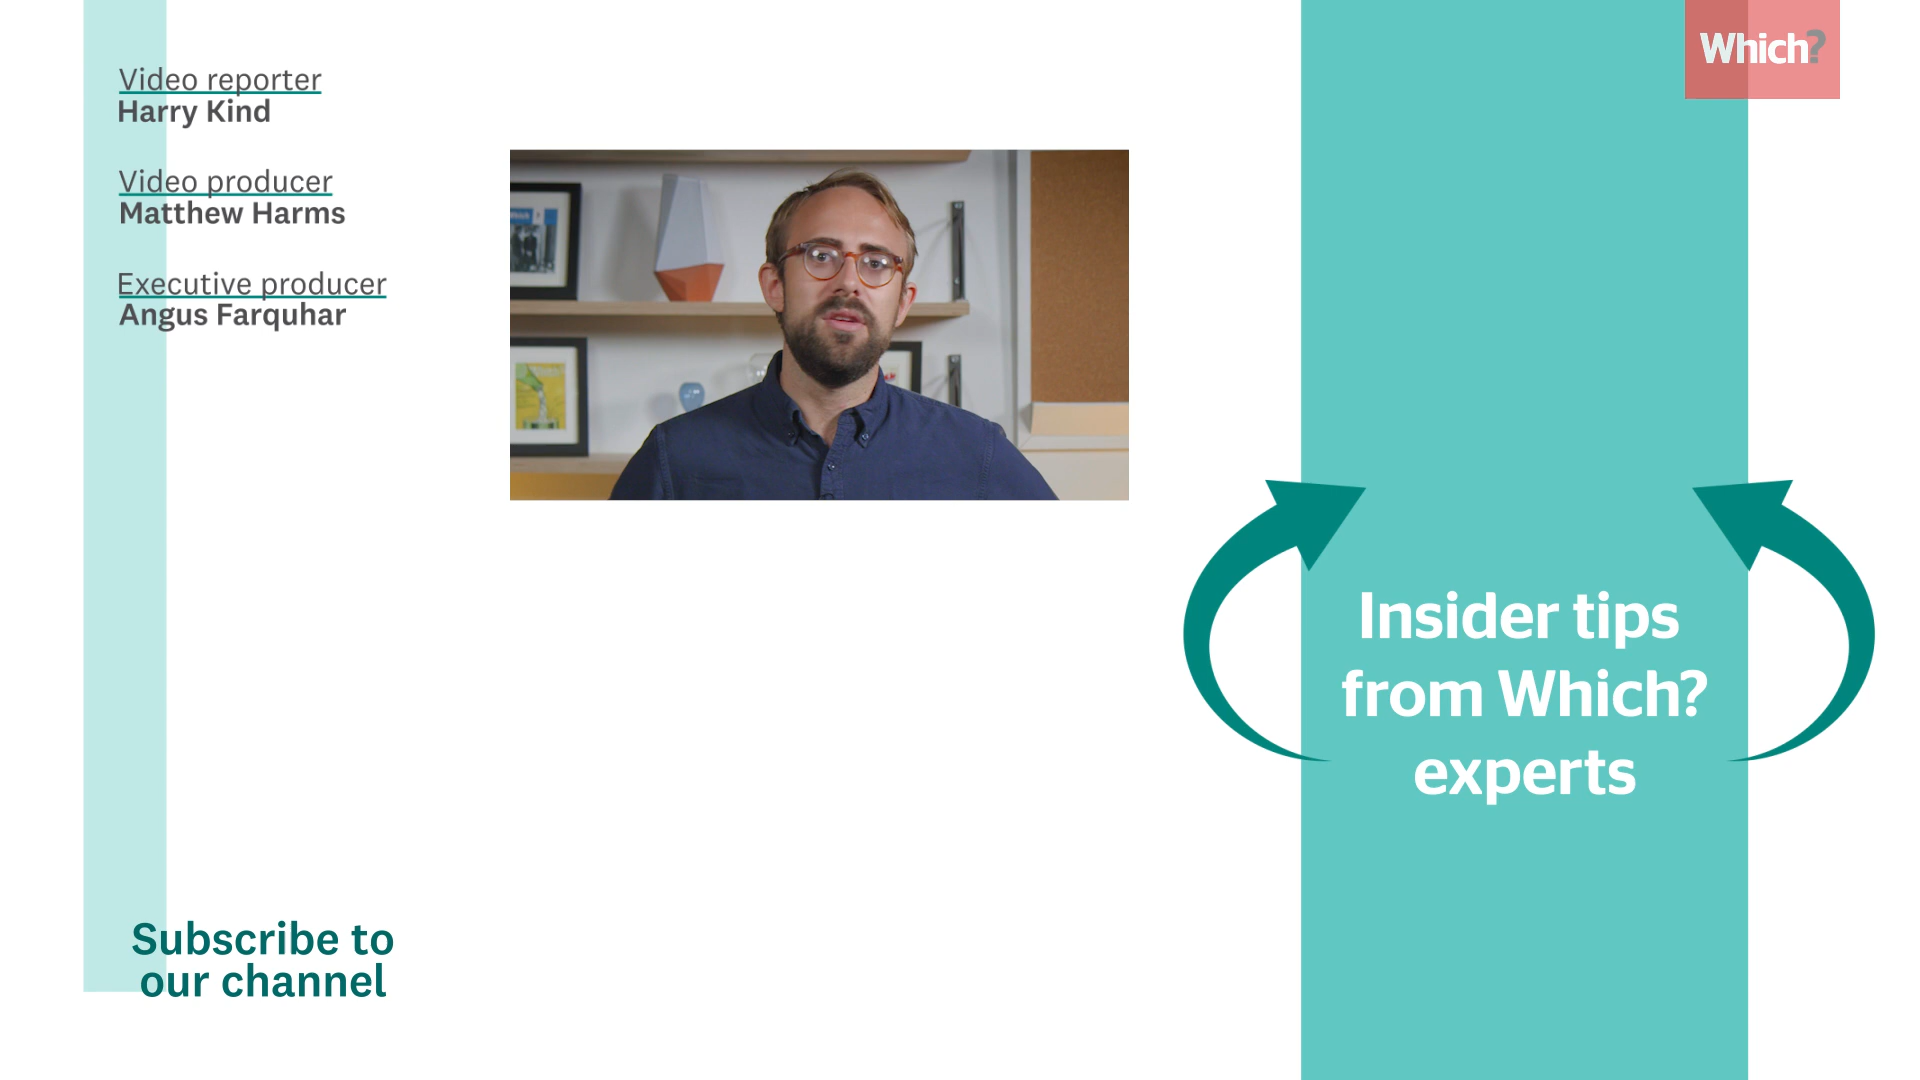 Video reporter
Harry Kind
Video producer
Matthew Harms
Executive producer
Angus Farquhar
Subscribe to
our channel
Which?
Insider tips
from Which?
experts